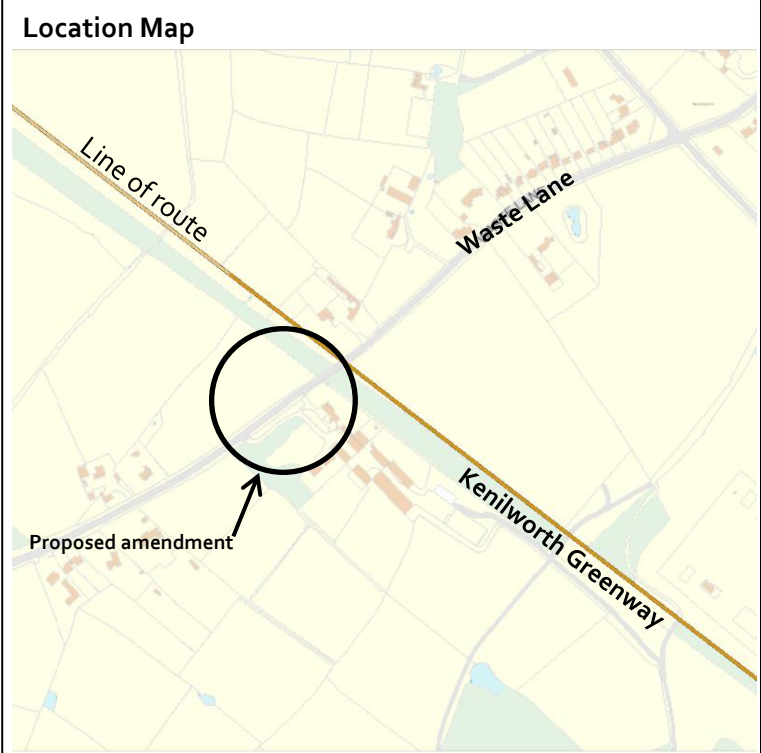 Location Map
Line of route
Waste Lane
Kenilworth Greenway
Proposed amendment